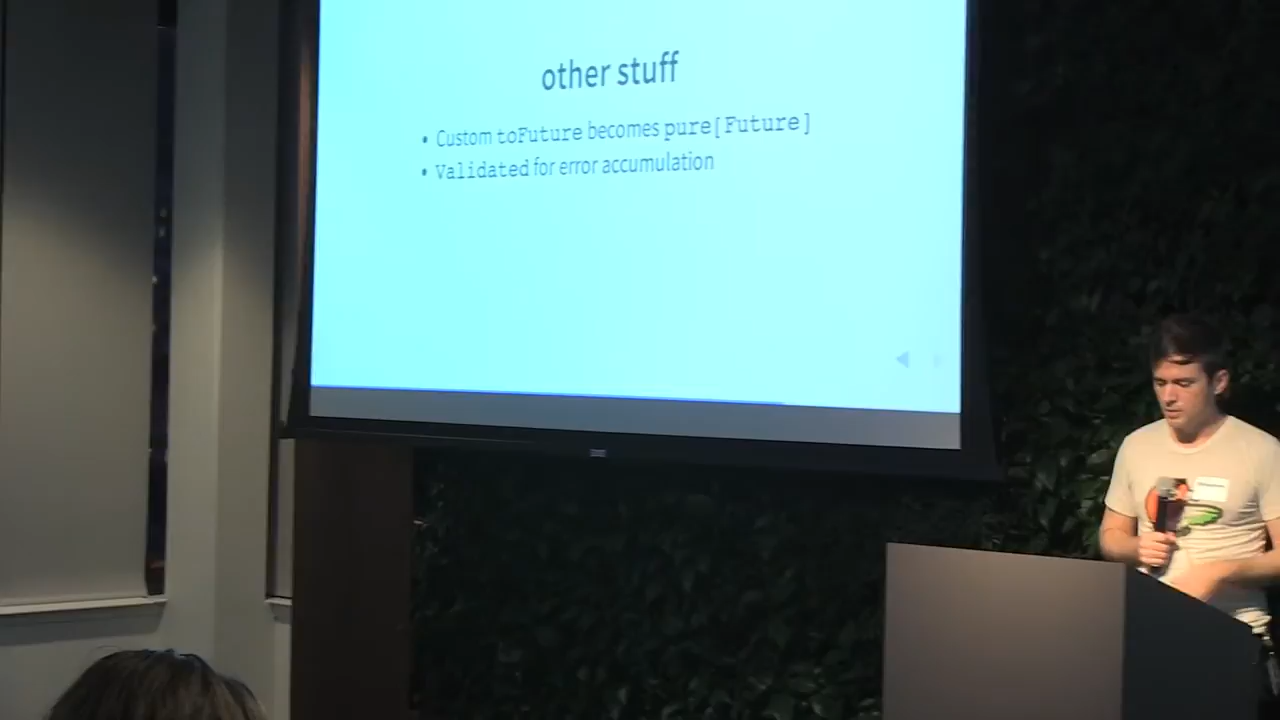 other stuff
• Custom toFuture becomes pure[Future]
• Validated for error accumulation